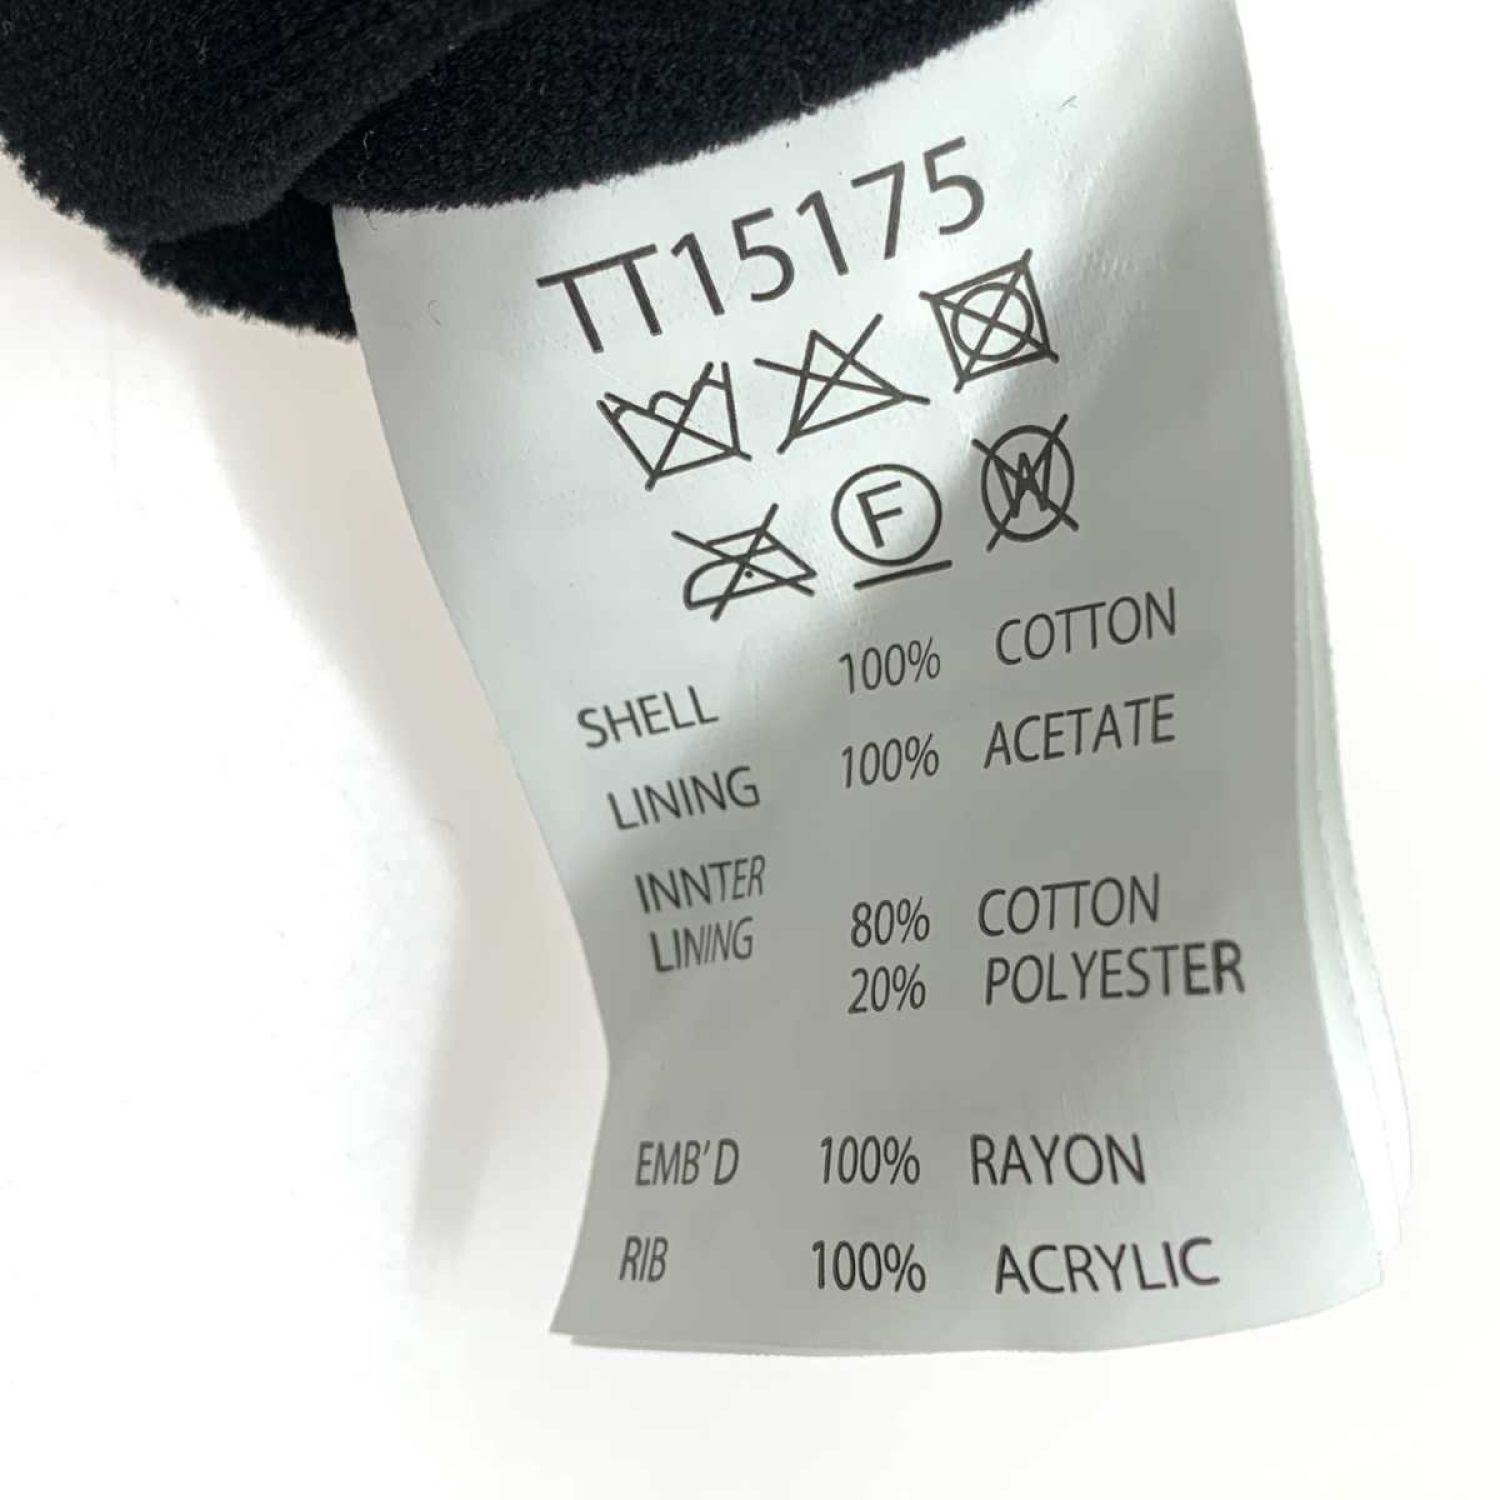 TT15175
F W
SHELL 100% COTTON
LINING 100% ACETATE
INNTER
LINING 80% COTTON
20% POLYESTER
EMB'D 100% RAYON
RIB 100% ACRYLIC